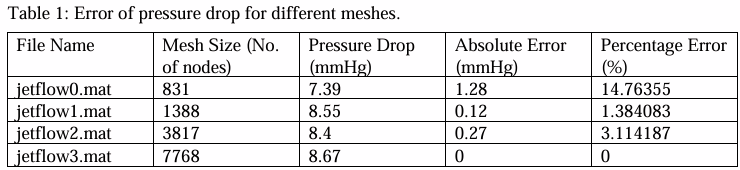 Table 1: Error of pressure drop for different meshes.
File Name Mesh Size (No. of nodes) Pressure Drop (mmHg) Absolute Error (mmHg) Percentage Error (%)
jetflow0.mat 831 7.39 1.28 14.76355
jetflow1.mat 1388 8.55 0.12 1.384083
jetflow2.mat 3817 8.4 0.27 3.114187
jetflow3.mat 7768 8.67 0 0